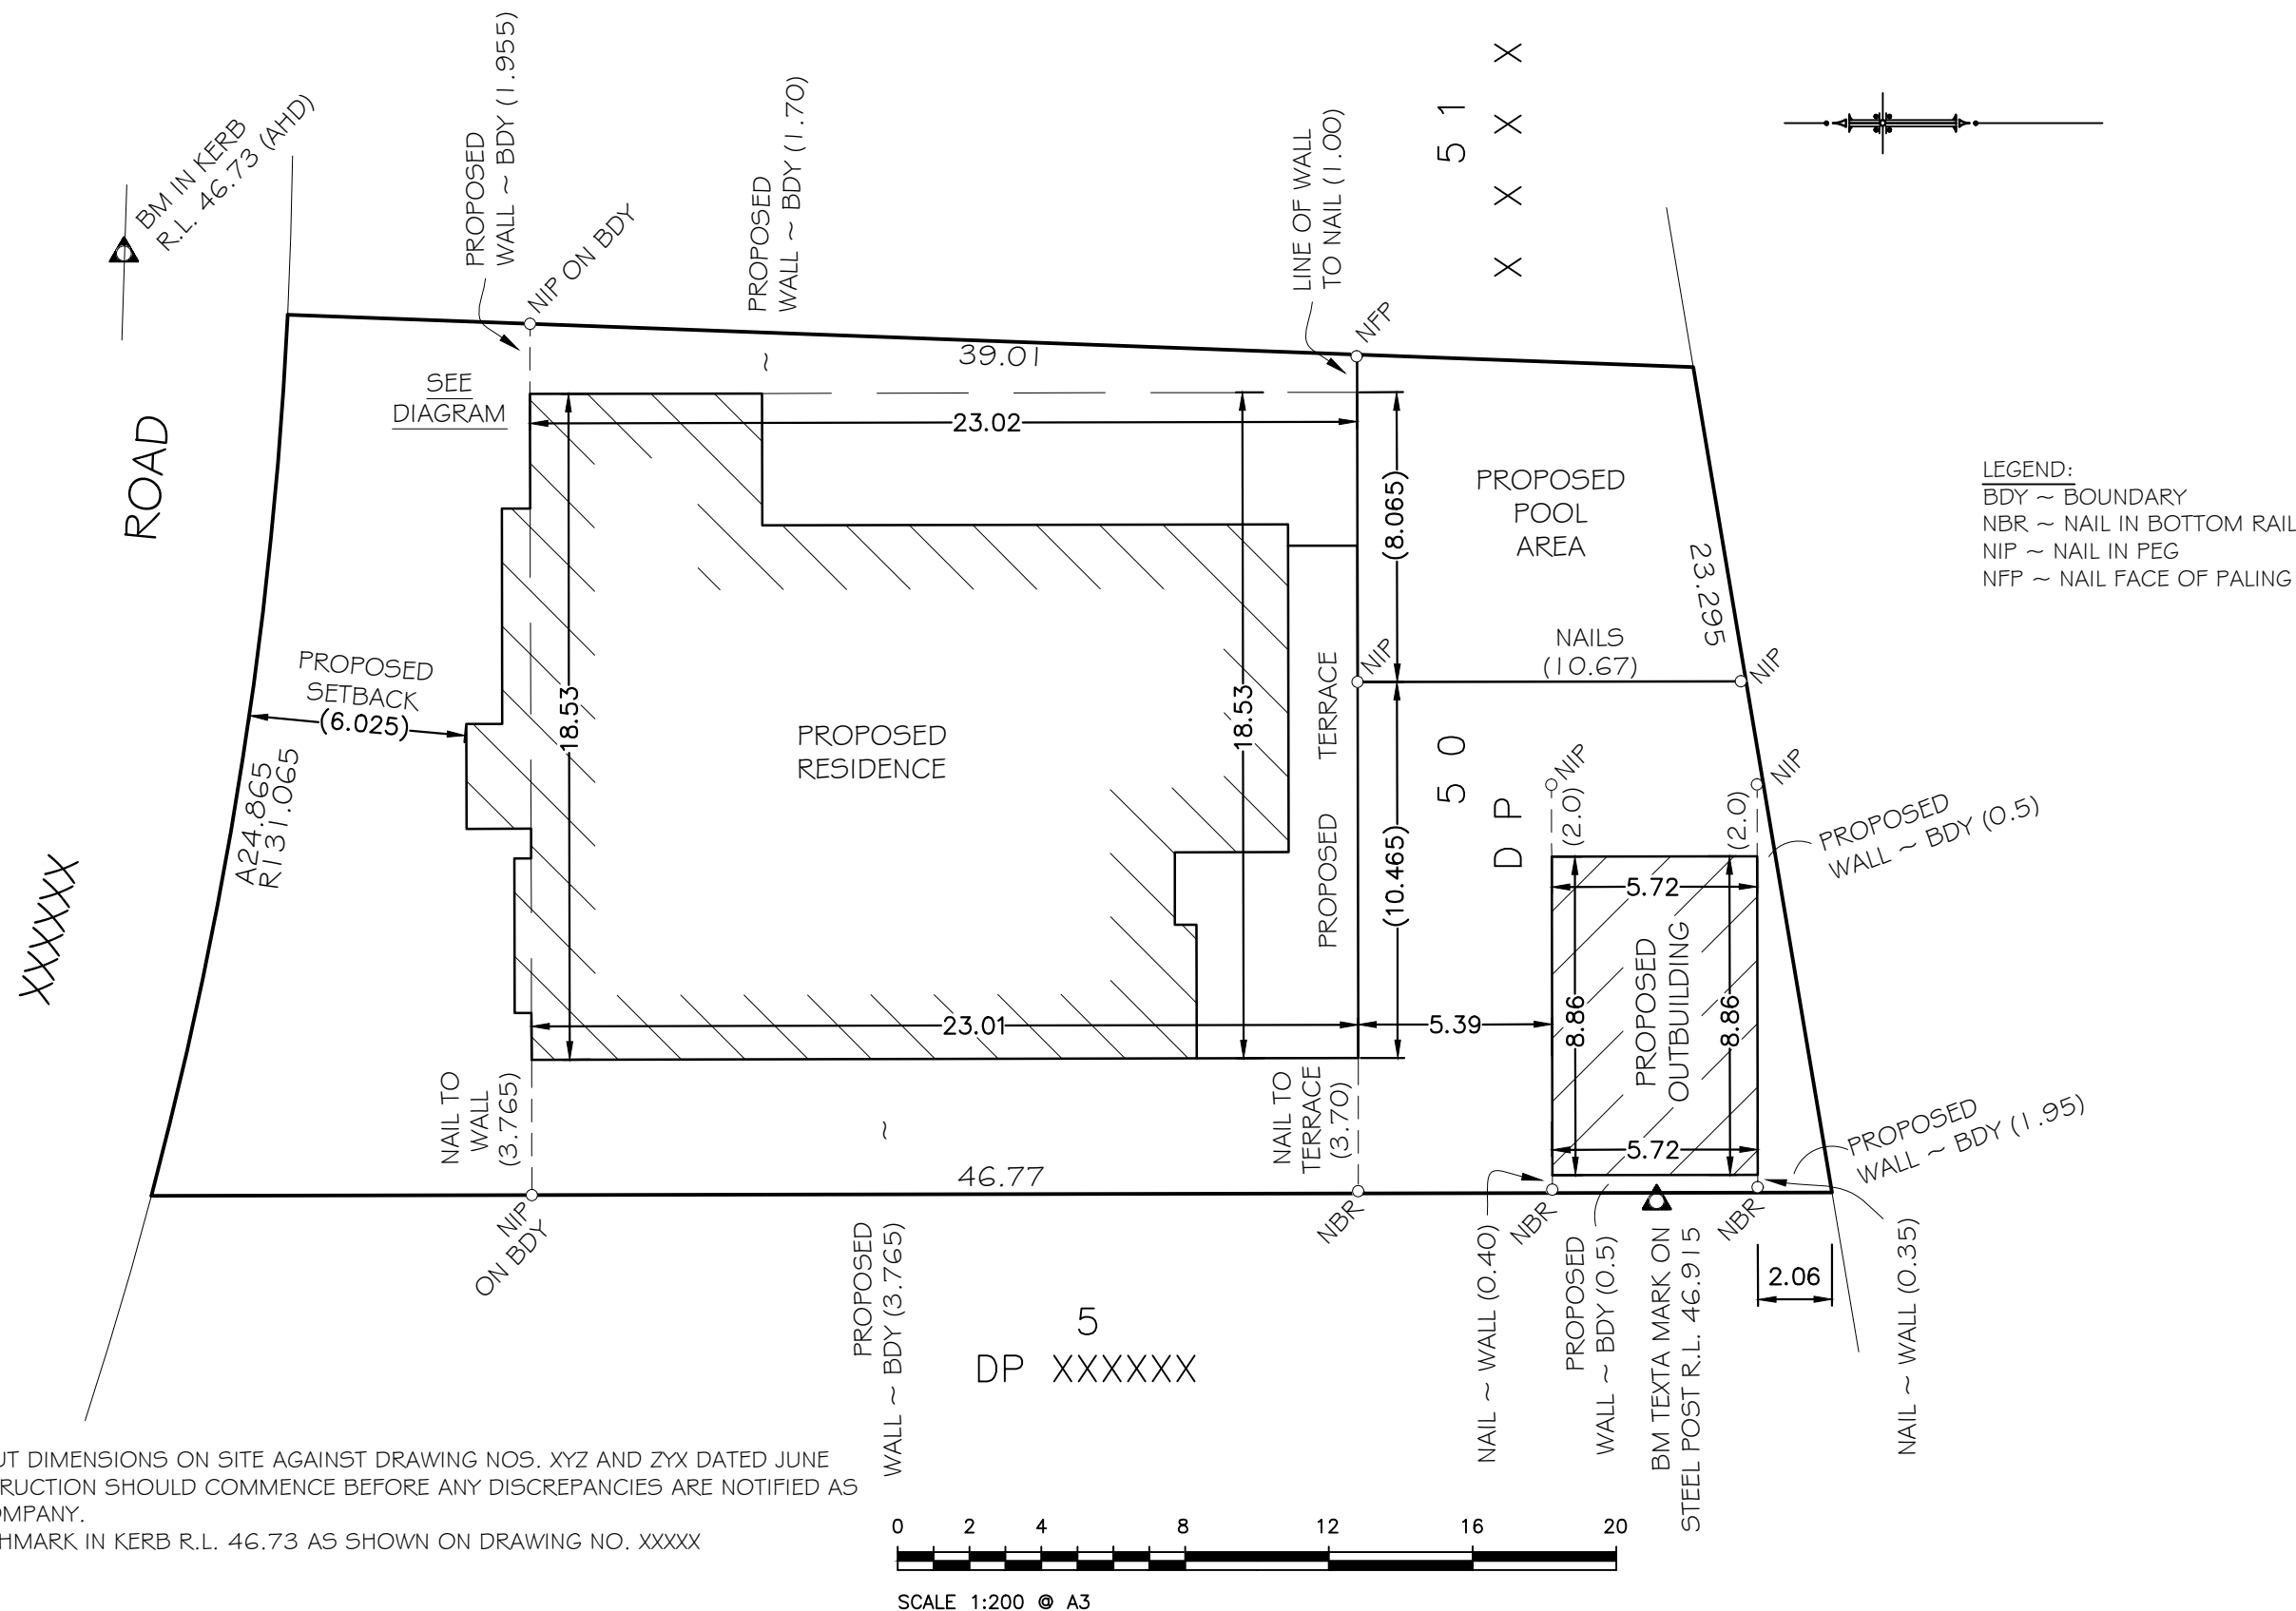 BM IN KERB
R.L. 46.73 (AHD)
PROPOSED
WALL ~ BDY (1.955)
NIP ON BDY
PROPOSED
WALL ~ BDY (1.70)
~
LINE OF WALL
TO NAIL (1.00)
NFP
51
X X X X
39.01
SEE
DIAGRAM
ROAD
XXXXXX
23.02
(8.065)
PROPOSED
POOL
AREA
23.295
LEGEND:
BDY ~ BOUNDARY
NBR ~ NAIL IN BOTTOM RAIL
NIP ~ NAIL IN PEG
NFP ~ NAIL FACE OF PALING
NAILS
(10.67)
NIP
NIP
PROPOSED
SETBACK
(6.025)
A24.865
R131.065
18.53
PROPOSED
RESIDENCE
18.53
PROPOSED TERRACE
(10.465)
50
DP
NIP
(2.0)
NIP
(2.0)
PROPOSED
WALL ~ BDY (0.5)
5.72
8.86
PROPOSED
OUTBUILDING
8.86
5.72
23.01
5.39
PROPOSED
WALL ~ BDY (1.95)
NAIL TO
WALL
(3.765)
~
NAIL TO
TERRACE
(3.70)
46.77
NIP
ON BDY
PROPOSED
WALL ~ BDY (3.765)
NBR
NBR
NBR
NAIL ~ WALL (0.40)
PROPOSED
WALL ~ BDY (0.5)
BM TEXTA MARK ON
STEEL POST R.L. 46.915
2.06
NAIL ~ WALL (0.35)
5
DP XXXXXX
UT DIMENSIONS ON SITE AGAINST DRAWING NOS. XYZ AND ZYX DATED JUNE
RUCTION SHOULD COMMENCE BEFORE ANY DISCREPANCIES ARE NOTIFIED AS
OMPANY.
HMARK IN KERB R.L. 46.73 AS SHOWN ON DRAWING NO. XXXXX
0 2 4 8 12 16 20
SCALE 1:200 @ A3